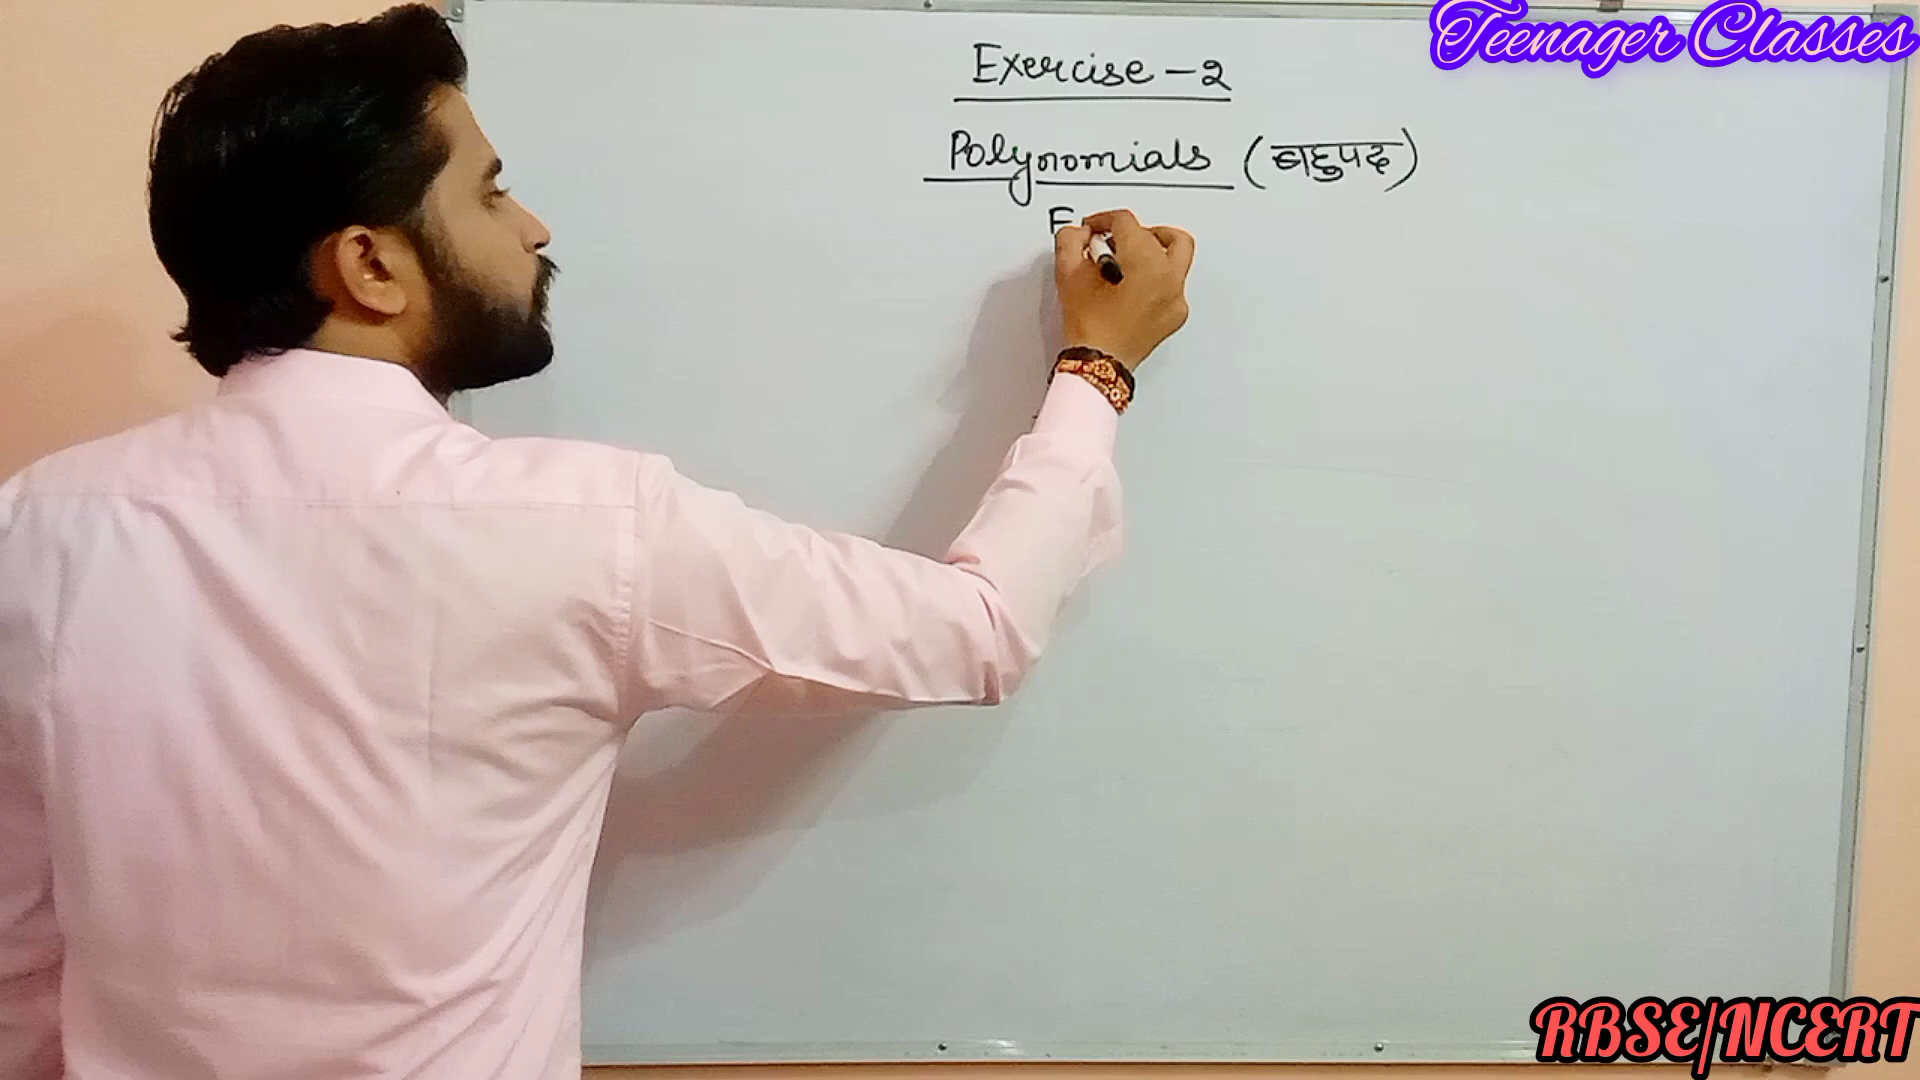 Teenager Classes
Exercise - 2
Polynomials (बहुपद)
RBSE/NCERT